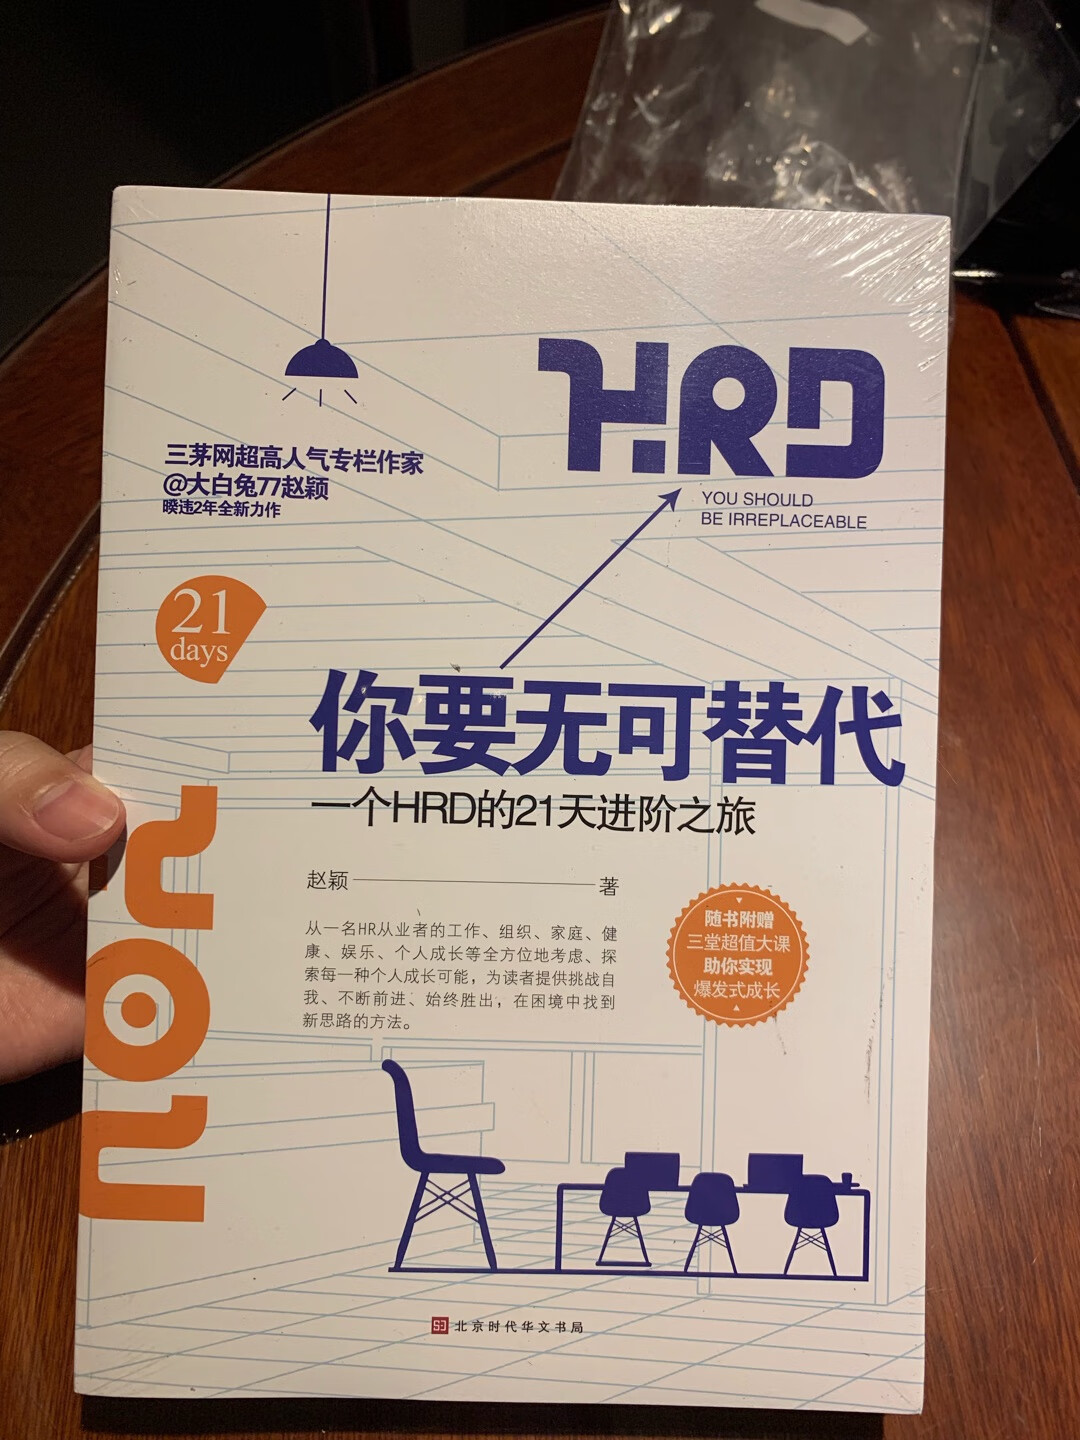 HRD
YOU SHOULD
BE IRREPLACEABLE
三茅网超高人气专栏作家
@大白兔77赵颖
暌违2年全新力作
21
days
你要无可替代
一个HRD的21天进阶之旅
YOU
赵颖 著
从一名HR从业者的工作、组织、家庭、健
康、娱乐、个人成长等全方位地考虑、探
索每一种个人成长可能，为读者提供挑战自
我、不断前进、始终胜出，在困境中找到
新思路的方法。
随书附赠
三堂超值大课
助你实现
爆发式成长
北京时代华文书局